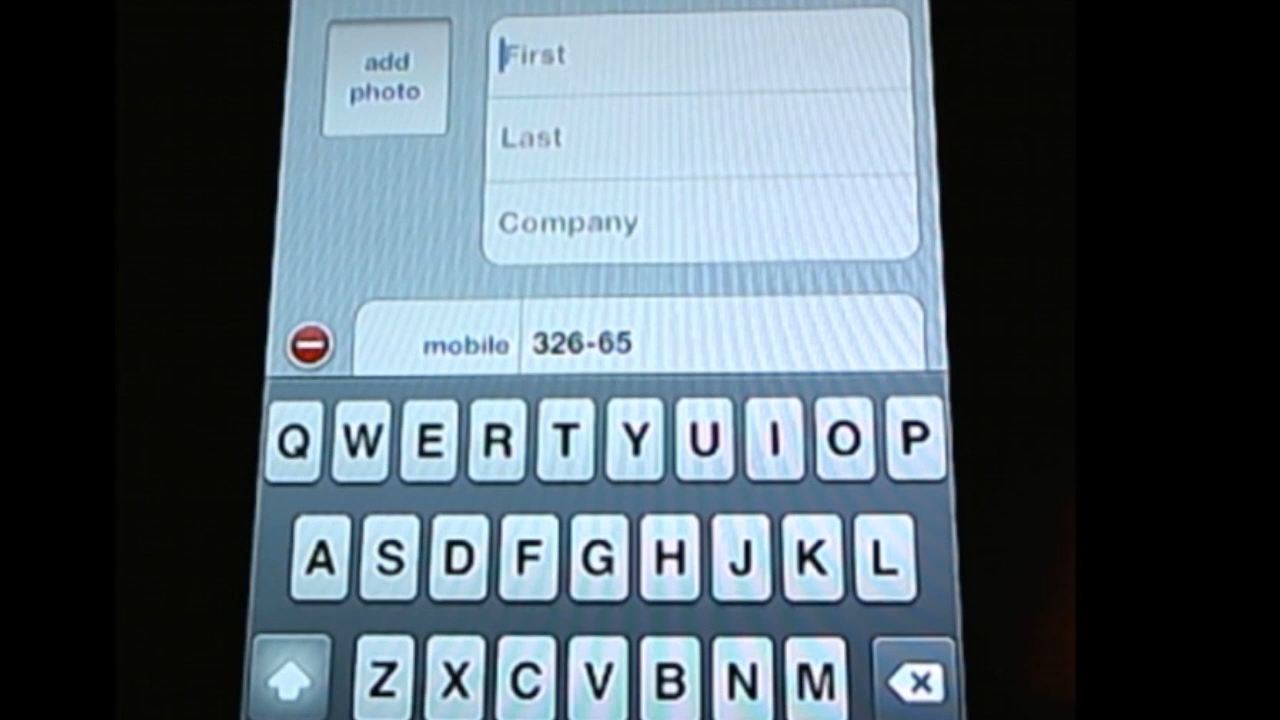 add
photo
First
Last
Company
mobile 326-65
Q W E R T Y U I O P
A S D F G H J K L
Z X C V B N M